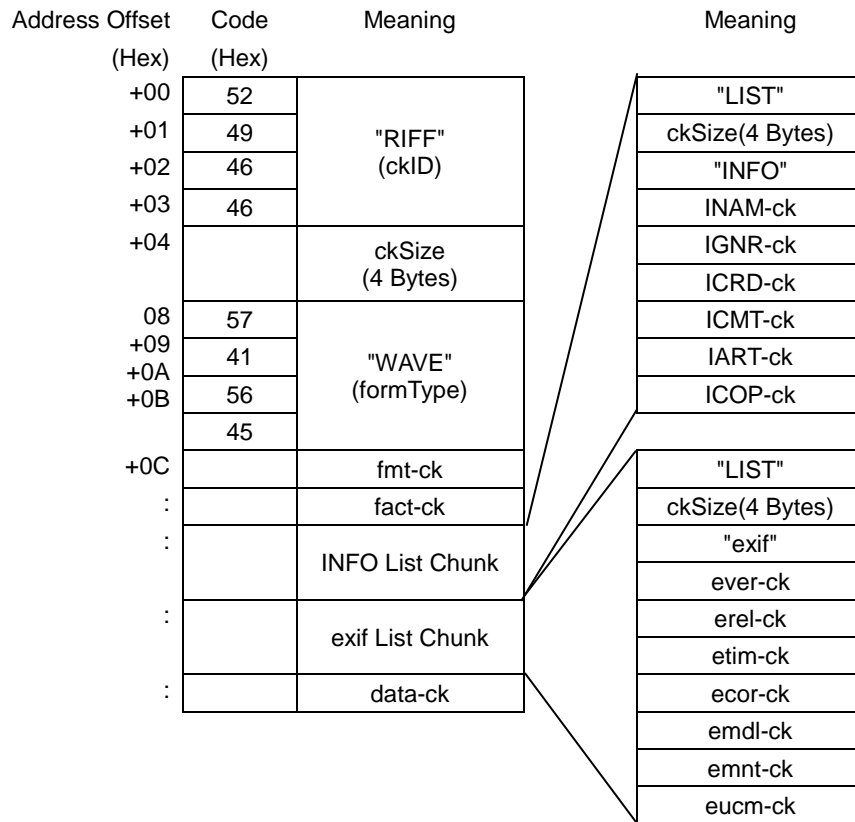 Address Offset Code Meaning Meaning
(Hex) (Hex)
+00 52 "LIST"
+01 49 "RIFF" ckSize(4 Bytes)
+02 46 (ckID) "INFO"
+03 46 INAM-ck
+04 ckSize IGNR-ck
(4 Bytes) ICRD-ck
08 57 ICMT-ck
+09 41 "WAVE" IART-ck
+0A
+0B 56 (formType) ICOP-ck
45
+0C fmt-ck "LIST"
: fact-ck ckSize(4 Bytes)
: INFO List Chunk "exif"
ever-ck
: exif List Chunk erel-ck
etim-ck
: data-ck ecor-ck
emdl-ck
emnt-ck
eucm-ck